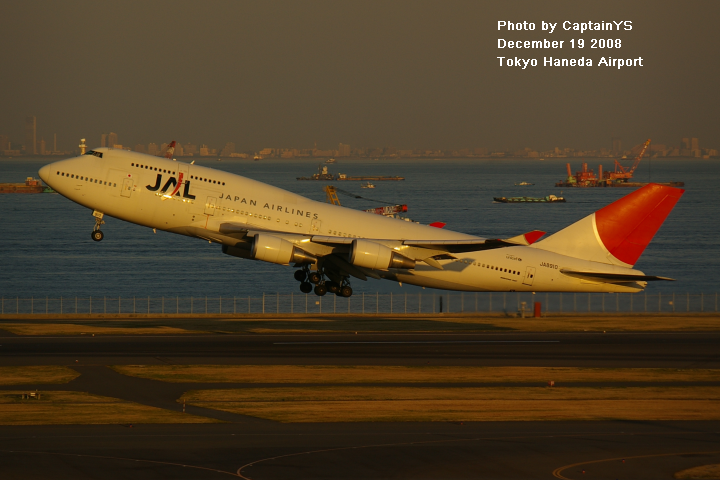 Photo by CaptainYS
December 19 2008
Tokyo Haneda Airport
JAL
JAPAN AIRLINES